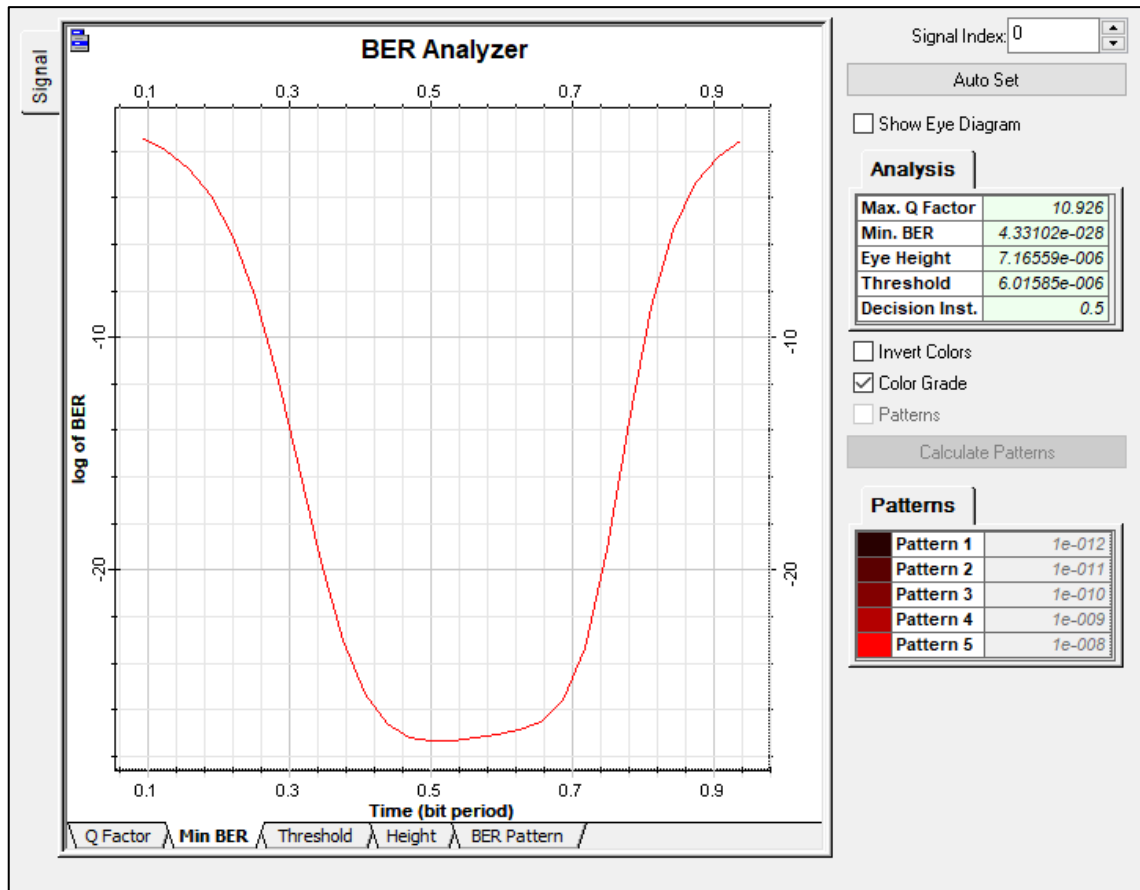 Signal
BER Analyzer
0.1 0.3 0.5 0.7 0.9
log of BER
-10
-20
-10
-20
0.1 0.3 0.5 0.7 0.9
Time (bit period)
Q Factor Min BER Threshold Height BER Pattern
Signal Index: 0
Auto Set
Show Eye Diagram
Analysis
Max. Q Factor 10.926
Min. BER 4.33102e-028
Eye Height 7.16559e-006
Threshold 6.01585e-006
Decision Inst. 0.5
Invert Colors
Color Grade
Patterns
Calculate Patterns
Patterns
Pattern 1 1e-012
Pattern 2 1e-011
Pattern 3 1e-010
Pattern 4 1e-009
Pattern 5 1e-008